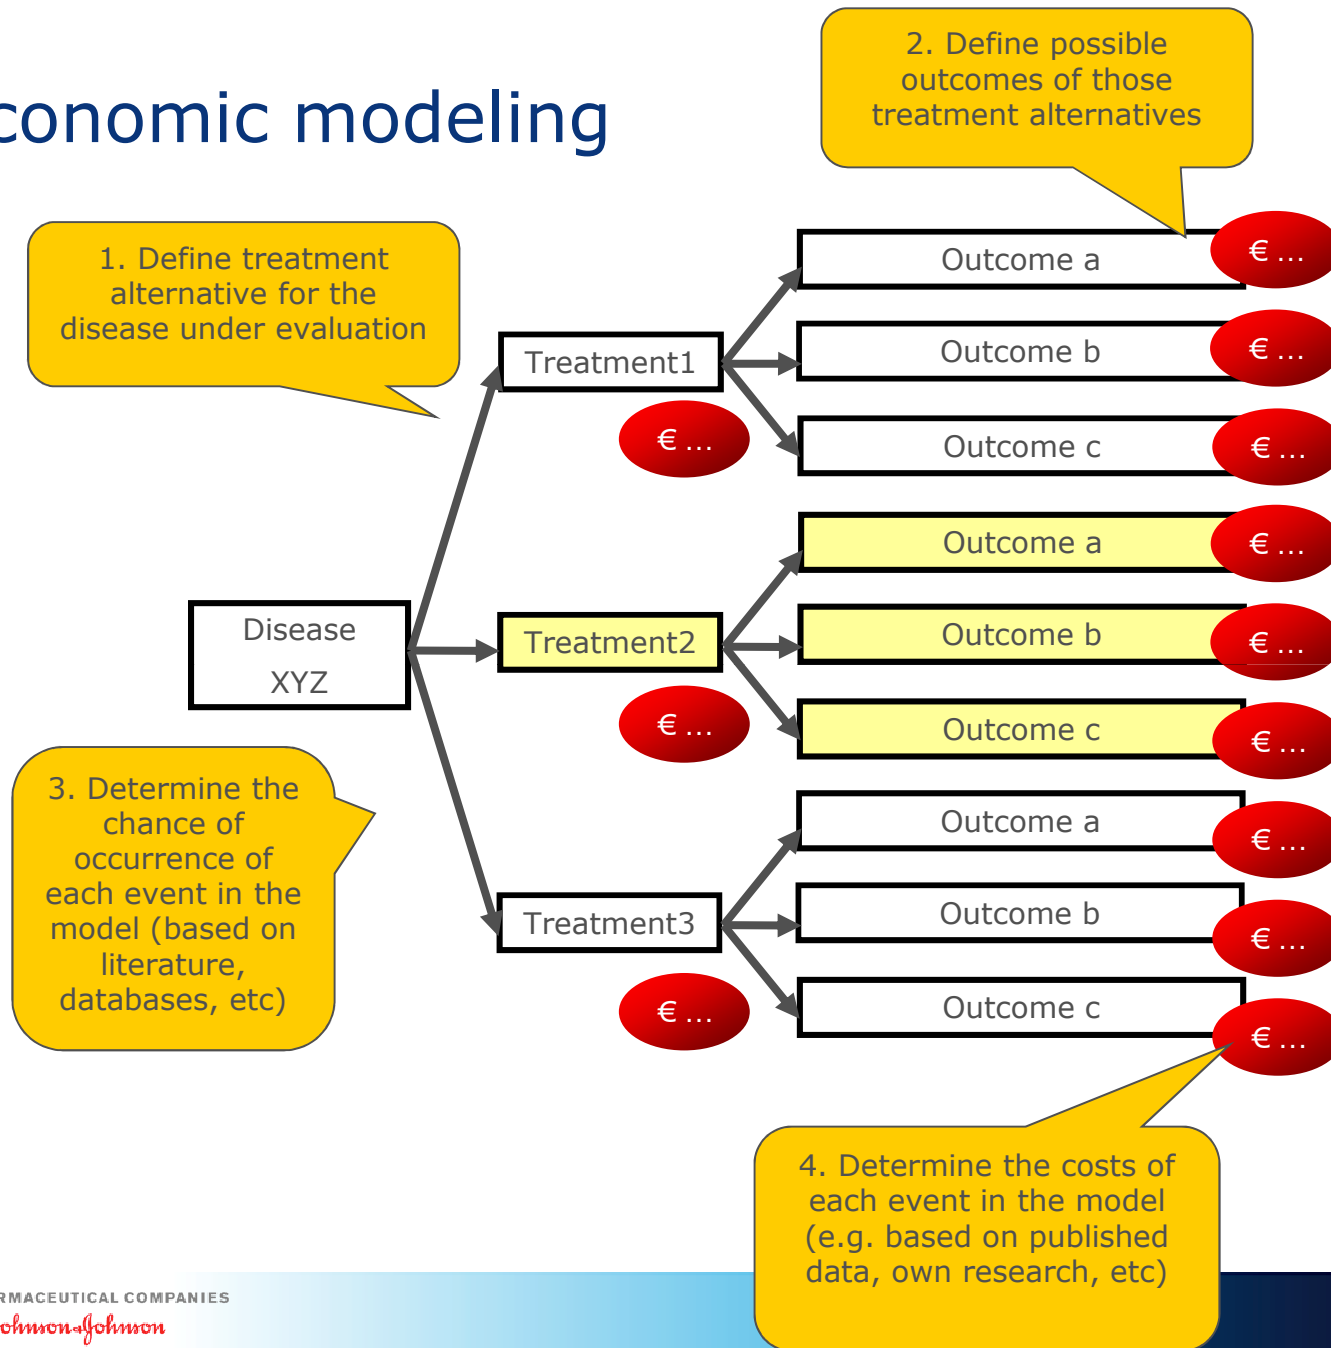 conomic modeling
2. Define possible
outcomes of those
treatment alternatives
1. Define treatment
alternative for the
disease under evaluation
Outcome a
€ ...
Outcome b
€ ...
Treatment1
€ ...
Outcome c
€ ...
Outcome a
€ ...
Disease
XYZ
Treatment2
Outcome b
€ ...
€ ...
Outcome c
€ ...
3. Determine the
chance of
occurrence of
each event in the
model (based on
literature,
databases, etc)
Outcome a
€ ...
Treatment3
Outcome b
€ ...
€ ...
Outcome c
€ ...
4. Determine the costs of
each event in the model
(e.g. based on published
data, own research, etc)
RMACEUTICAL COMPANIES
ohnson&Johnson